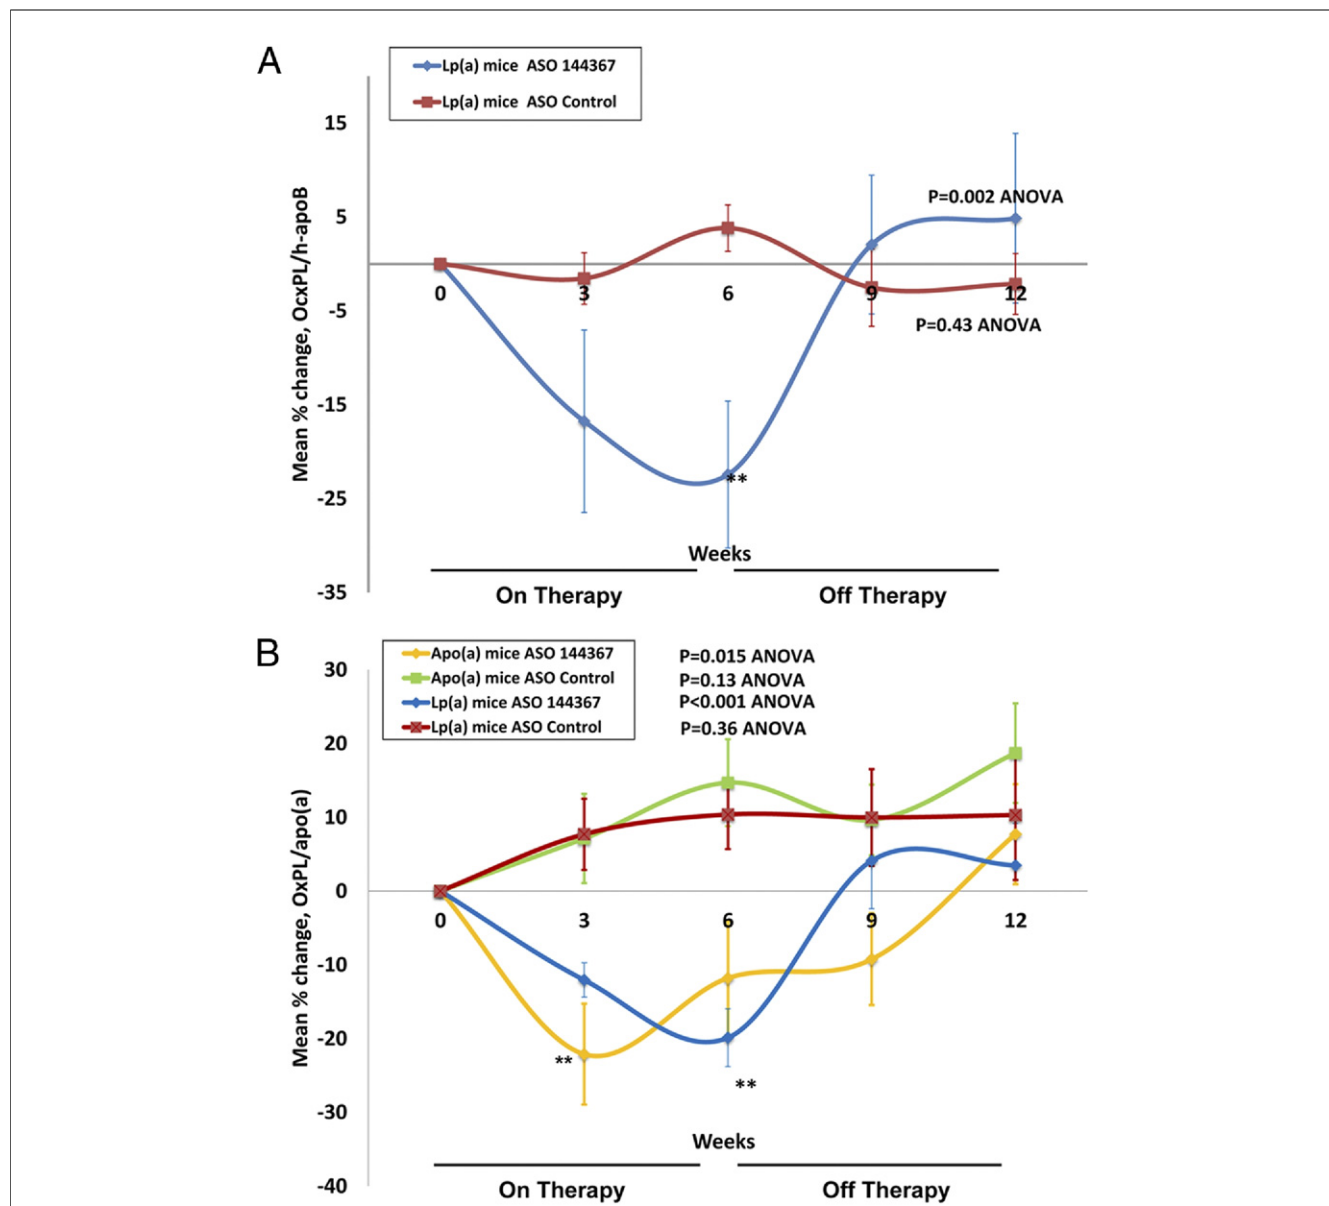 A
Lp(a) mice ASO 144367
Lp(a) mice ASO Control
Mean % change, OcxPL/h-apoB
15
5
-5
-15
-25
-35
0
3
6
9
12
P=0.002 ANOVA
P=0.43 ANOVA
**
Weeks
On Therapy
Off Therapy
B
Apo(a) mice ASO 144367
Apo(a) mice ASO Control
Lp(a) mice ASO 144367
Lp(a) mice ASO Control
P=0.015 ANOVA
P=0.13 ANOVA
P<0.001 ANOVA
P=0.36 ANOVA
Mean % change, OxPL/apo(a)
30
20
10
0
-10
-20
-30
-40
0
3
6
9
12
**
**
Weeks
On Therapy
Off Therapy